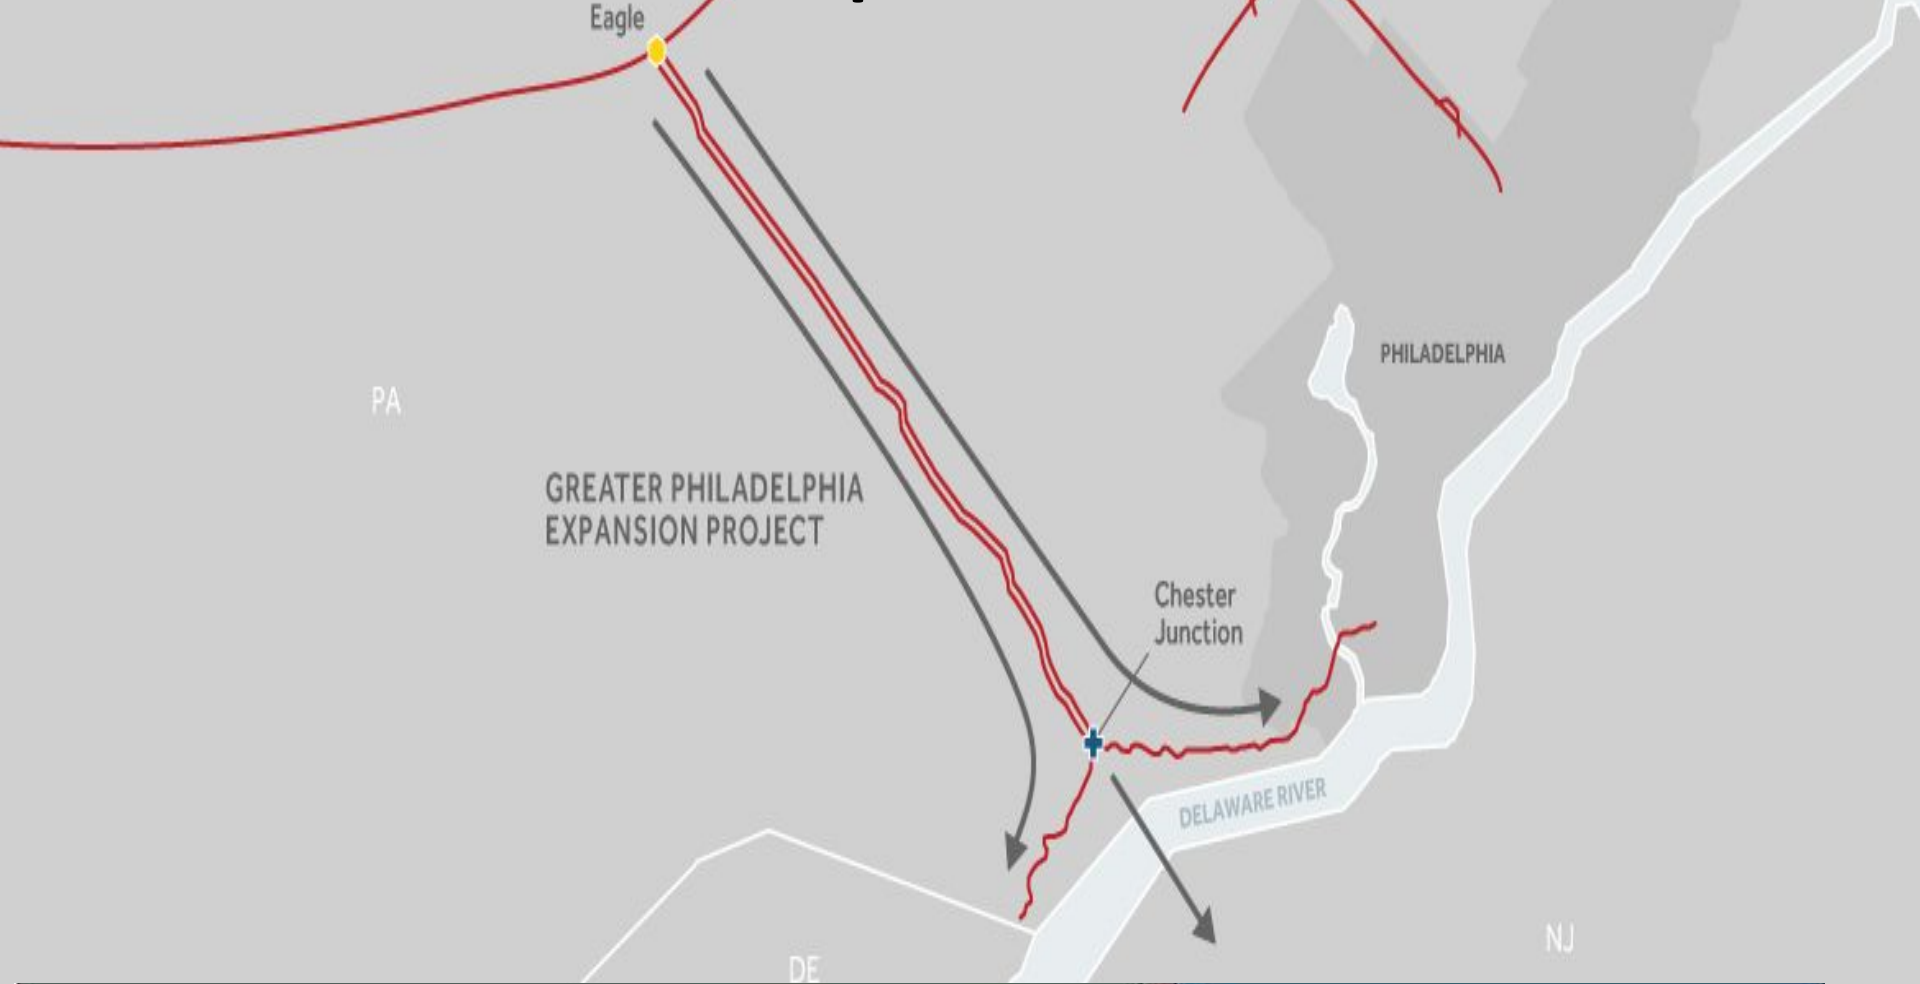 Eagle
PHILADELPHIA
PA
GREATER PHILADELPHIA
EXPANSION PROJECT
Chester
Junction
DELAWARE RIVER
NJ
DE